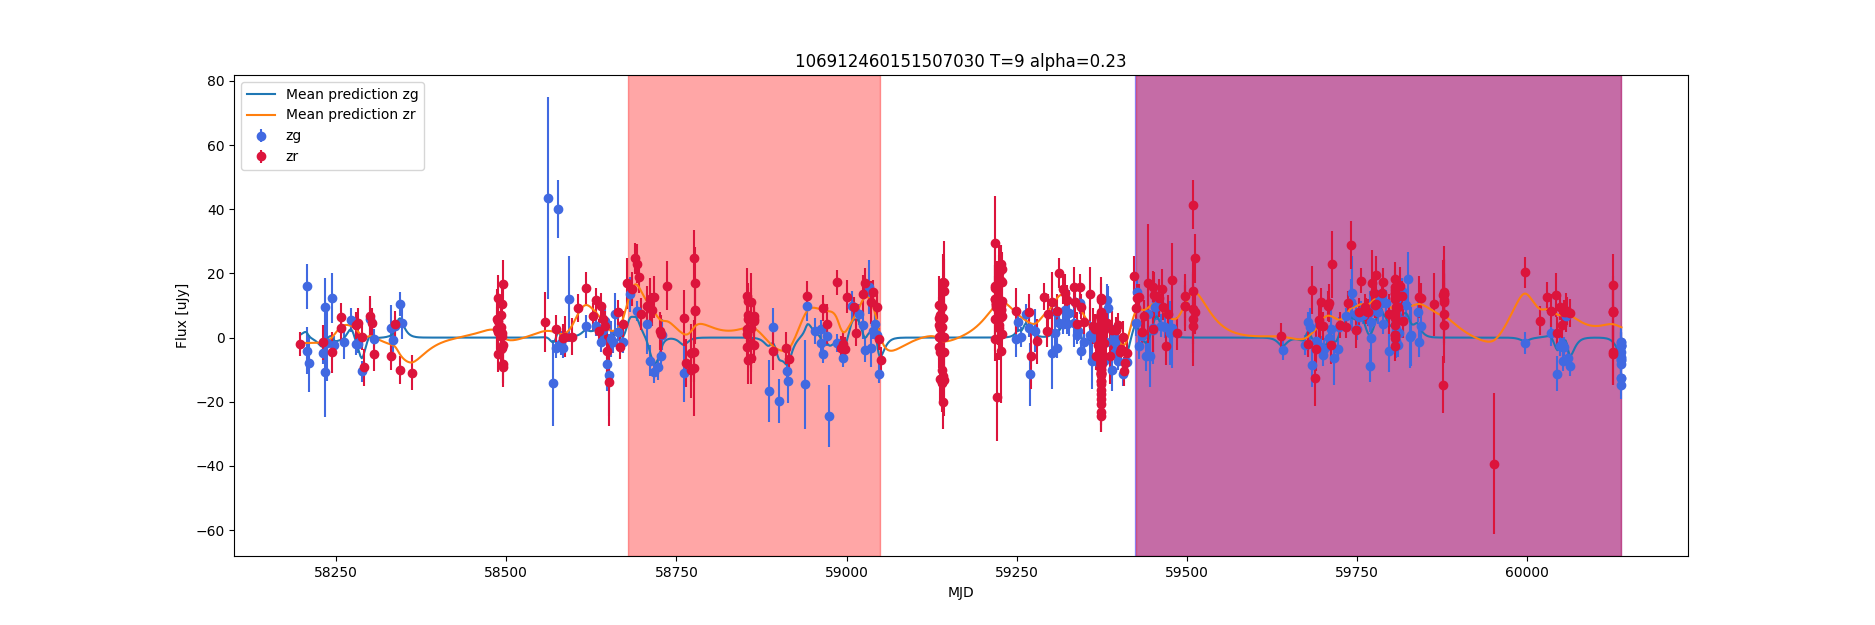 106912460151507030 T=9 alpha=0.23
Mean prediction zg
Mean prediction zr
zg
zr
Flux [uJy]
80
60
40
20
0
−20
−40
−60
58250 58500 58750 59000 59250 59500 59750 60000
MJD